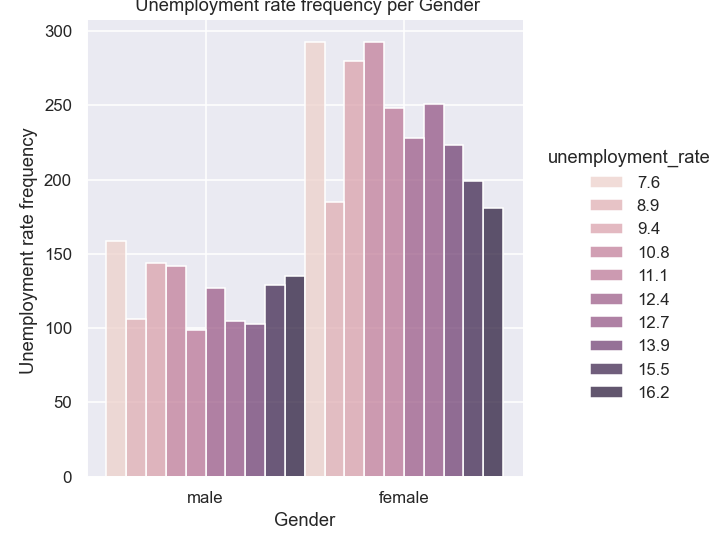 Unemployment rate frequency per Gender
Unemployment rate frequency
300
250
200
150
100
50
0
male
female
Gender
unemployment_rate
7.6
8.9
9.4
10.8
11.1
12.4
12.7
13.9
15.5
16.2